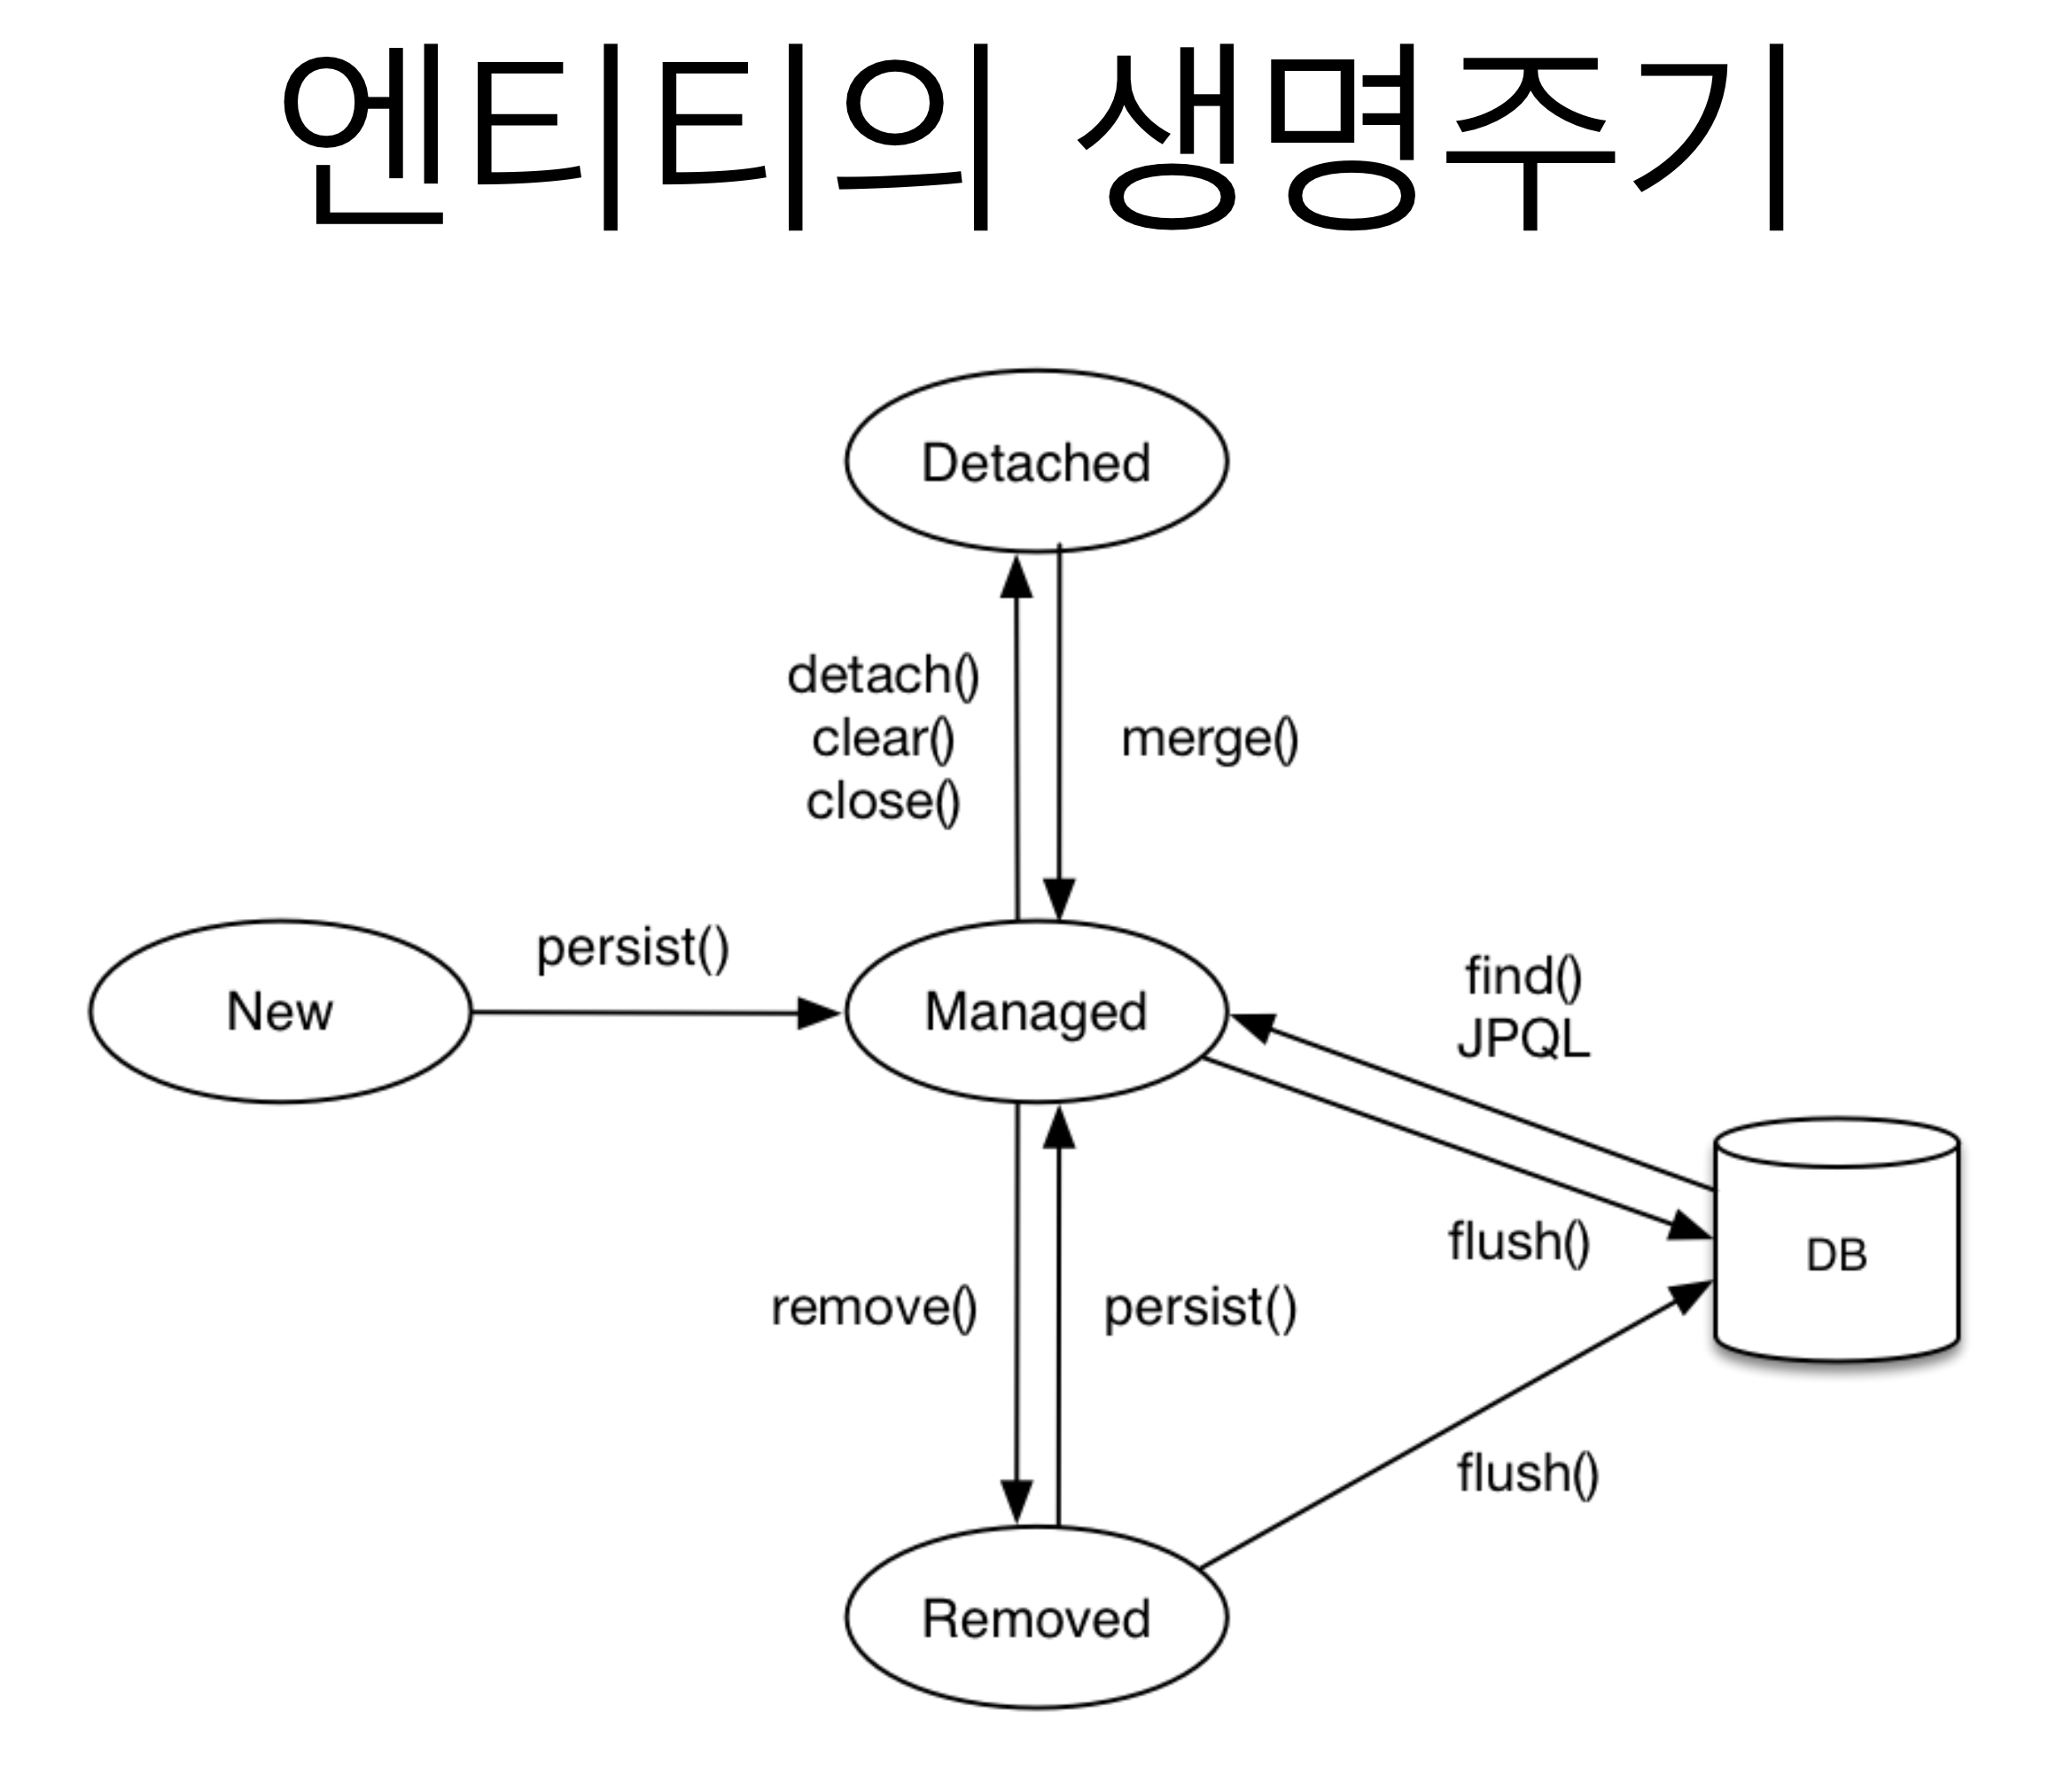 엔티티의 생명주기
Detached
detach()
clear()
close()
merge()
New
persist()
Managed
find()
JPQL
flush()
DB
remove()
persist()
flush()
Removed